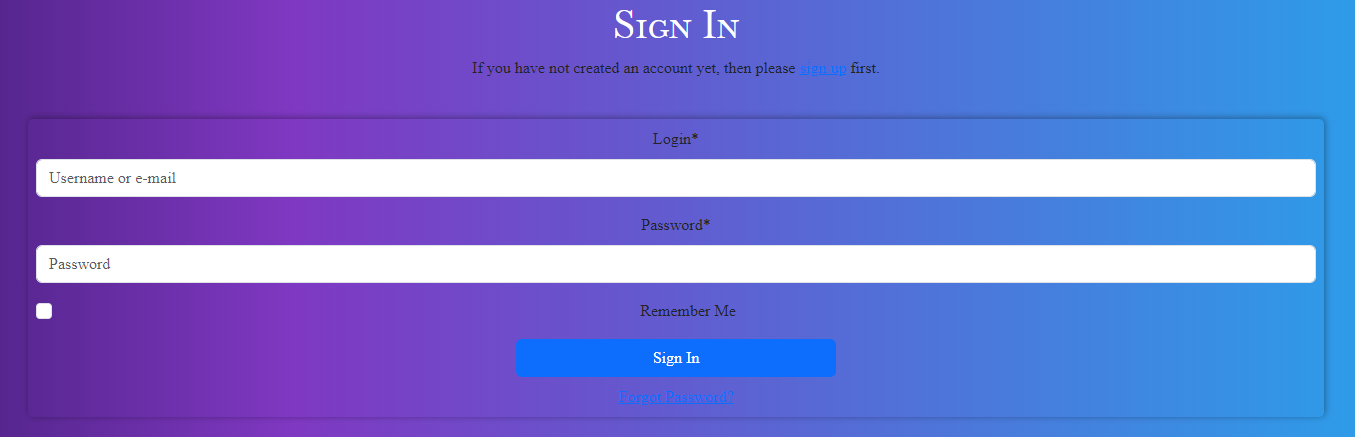 Sign In
If you have not created an account yet, then please sign up first.
Login*
Username or e-mail
Password*
Password
Remember Me
Sign In
Forgot Password?